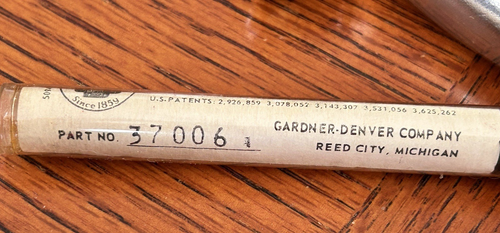 SON
Since 1859
U.S. PATENTS: 2,926,859 3,078,052 3,143,307 3,531,056 3,625,262
PART NO. 37006
GARDNER-DENVER COMPANY
REED CITY, MICHIGAN